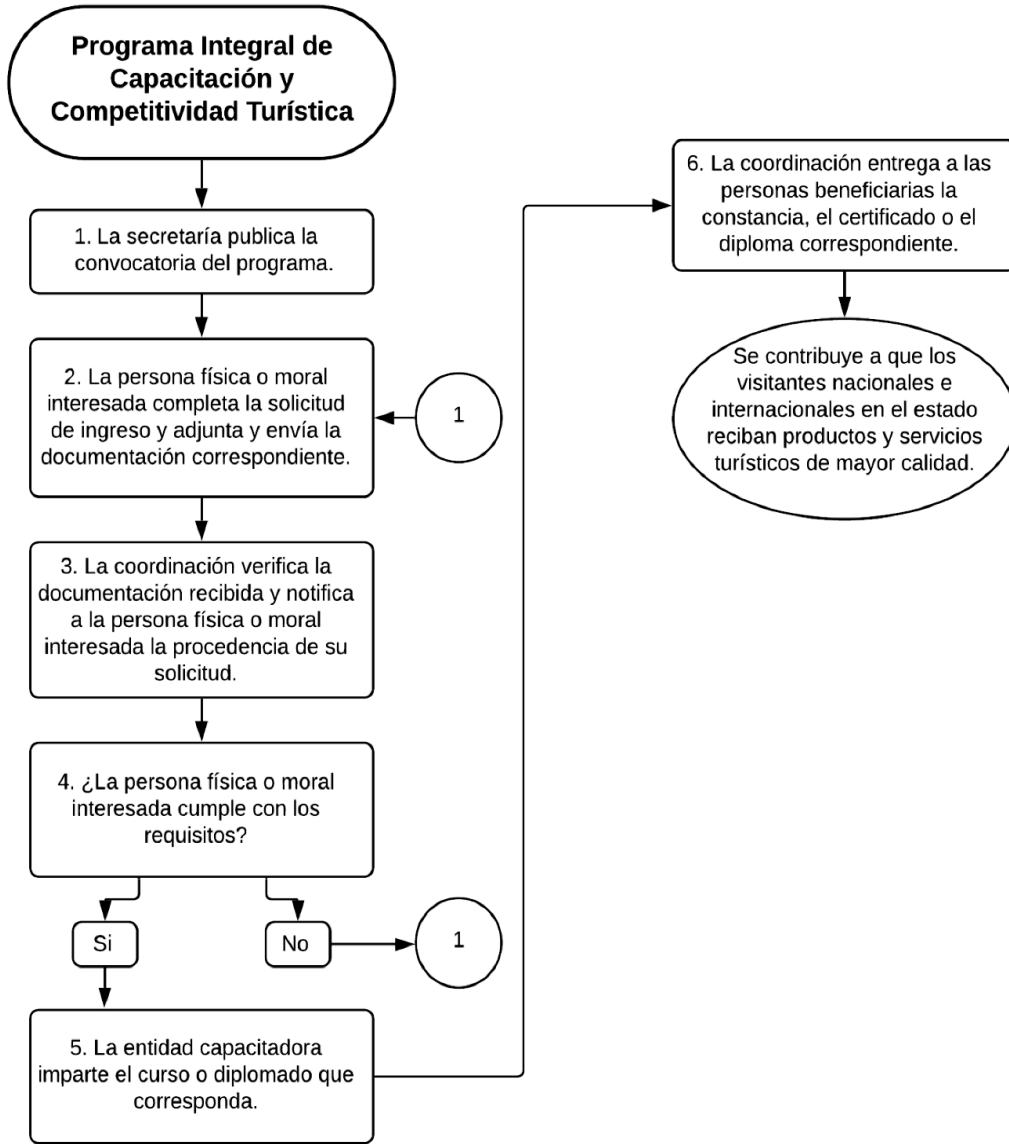 Programa Integral de
Capacitación y
Competitividad Turística
1. La secretaría publica la
convocatoria del programa.
2. La persona física o moral
interesada completa la solicitud
de ingreso y adjunta y envía la
documentación correspondiente.
1
3. La coordinación verifica la
documentación recibida y notifica
a la persona física o moral
interesada la procedencia de su
solicitud.
4. ¿La persona física o moral
interesada cumple con los
requisitos?
Si
No
1
5. La entidad capacitadora
imparte el curso o diplomado que
corresponda.
6. La coordinación entrega a las
personas beneficiarias la
constancia, el certificado o el
diploma correspondiente.
Se contribuye a que los
visitantes nacionales e
internacionales en el estado
reciban productos y servicios
turísticos de mayor calidad.